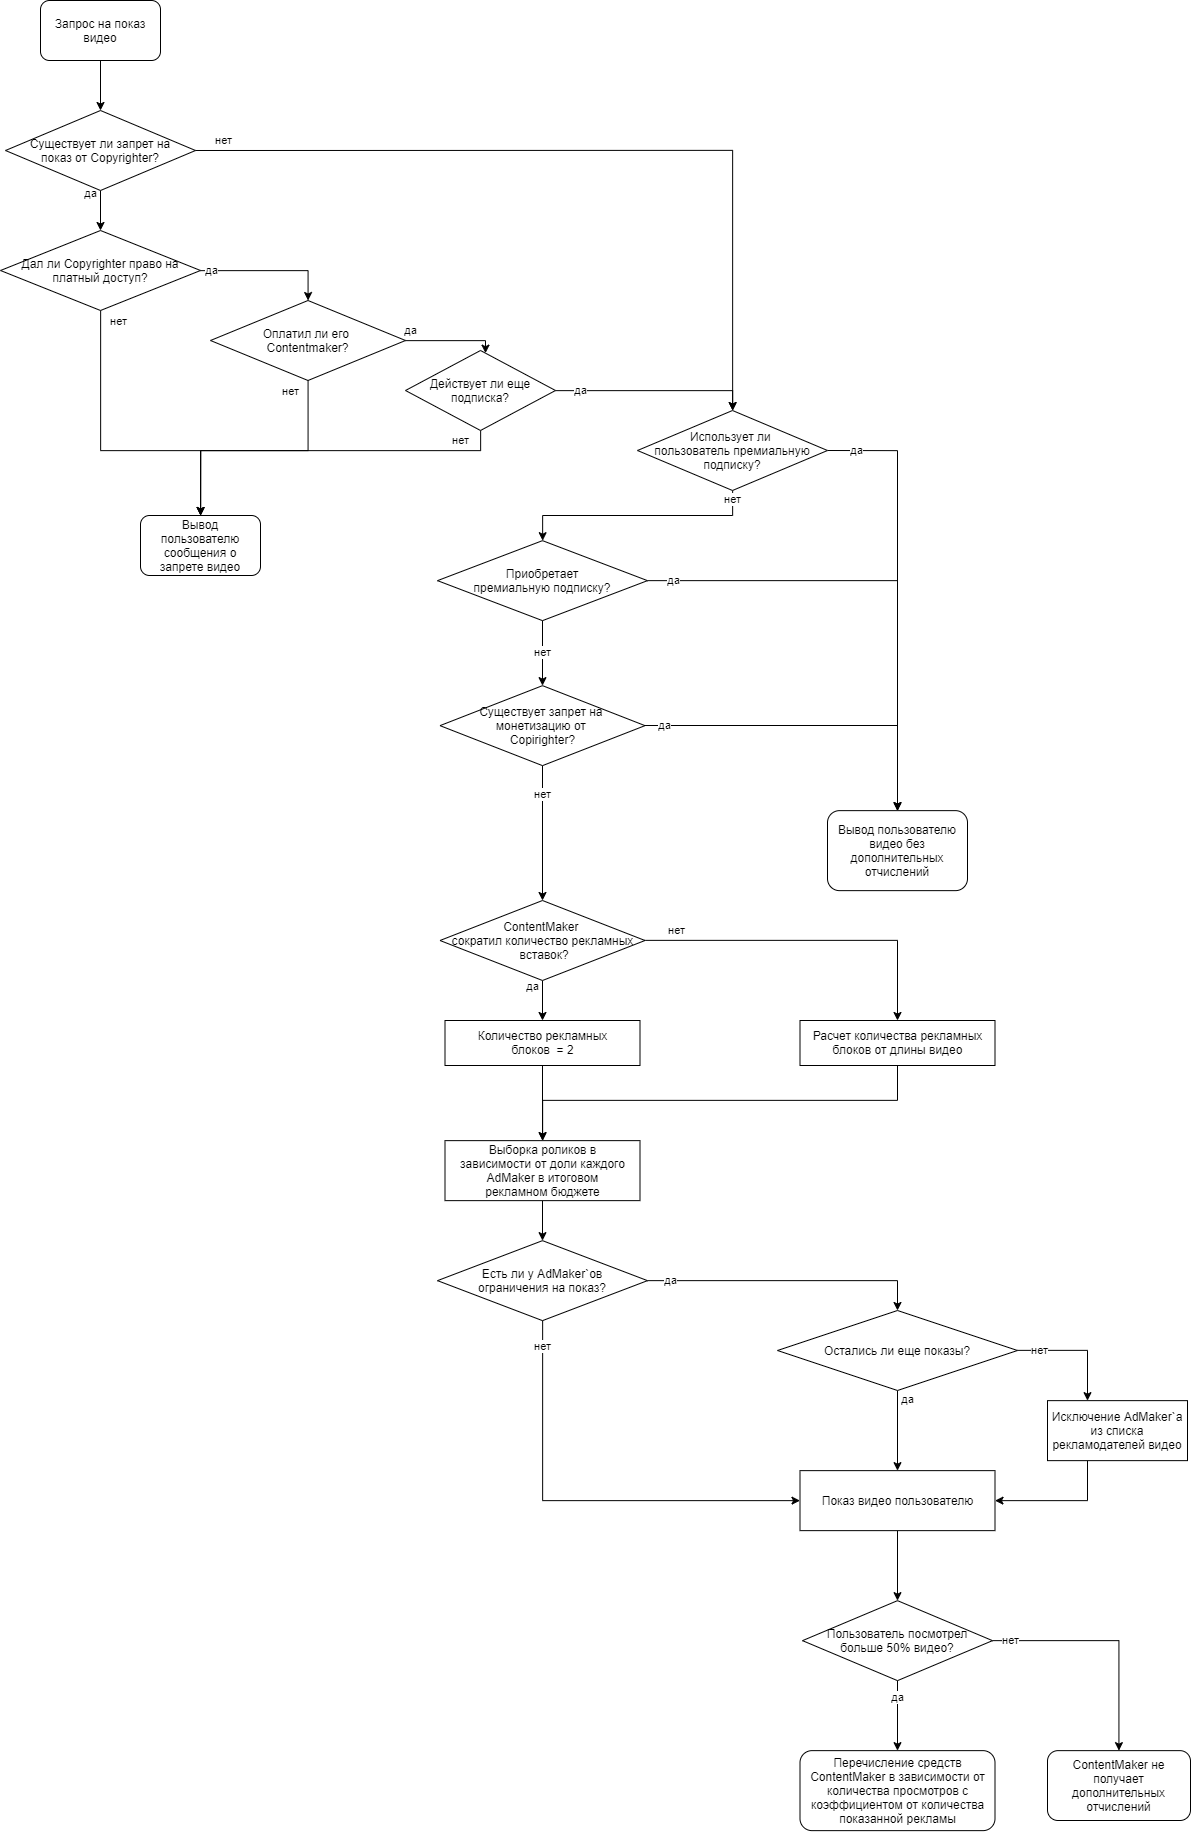 Запрос на показ
видео
Существует ли запрет на
показ от Copyrighter?
нет
да
Дал ли Copyrighter право на
платный доступ?
да
нет
Оплатил ли его
Contentmaker?
да
нет
Действует ли еще
подписка?
да
нет
Вывод
пользователю
сообщения о
запрете видео
Использует ли
пользователь премиальную
подписку?
да
нет
Приобретает
премиальную подписку?
да
нет
Существует запрет на
монетизацию от
Copirighter?
да
нет
Вывод пользователю
видео без
дополнительных
отчислений
ContentMaker
сократил количество рекламных
вставок?
нет
да
Количество рекламных
блоков = 2
Расчет количества рекламных
блоков от длины видео
Выборка роликов в
зависимости от доли каждого
AdMaker в итоговом
рекламном бюджете
Есть ли у AdMaker`ов
ограничения на показ?
да
нет
Остались ли еще показы?
нет
да
Исключение AdMaker`а
из списка
рекламодателей видео
Показ видео пользователю
Пользователь посмотрел
больше 50% видео?
нет
да
Перечисление средств
ContentMaker в зависимости от
количества просмотров с
коэффициентом от количества
показанной рекламы
ContentMaker не
получает
дополнительных
отчислений